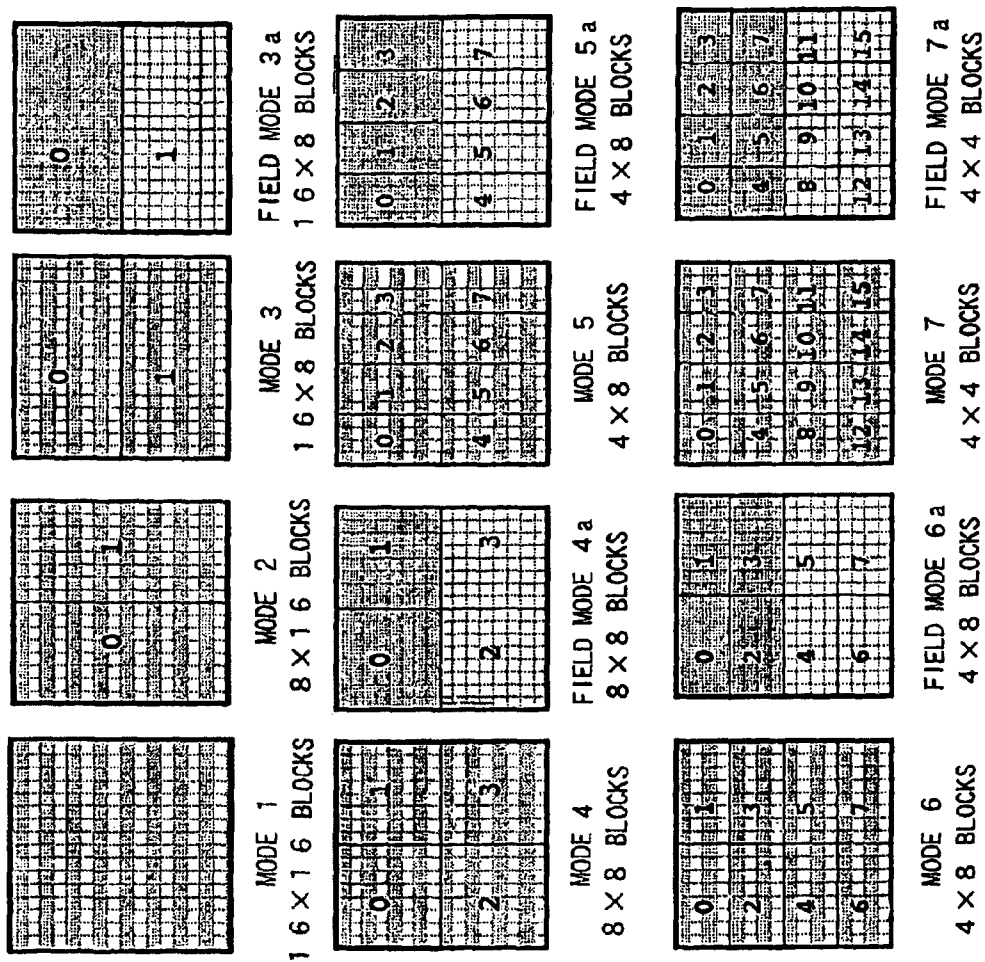 MODE 1
16×16 BLOCKS
0 1
MODE 2
8×16 BLOCKS
0
1
MODE 3
16×8 BLOCKS
0
1
FIELD MODE 3a
16×8 BLOCKS
0 1
2 3
MODE 4
8×8 BLOCKS
0 1
2 3
FIELD MODE 4a
8×8 BLOCKS
0 1 2 3
4 5 6 7
MODE 5
4×8 BLOCKS
0 1 2 3
4 5 6 7
FIELD MODE 5a
4×8 BLOCKS
0 1
2 3
4 5
6 7
MODE 6
4×8 BLOCKS
0 1
2 3
4 5
6 7
FIELD MODE 6a
4×8 BLOCKS
0 1 2 3
4 5 6 7
8 9 10 11
12 13 14 15
MODE 7
4×4 BLOCKS
0 1 2 3
4 5 6 7
8 9 10 11
12 13 14 15
FIELD MODE 7a
4×4 BLOCKS